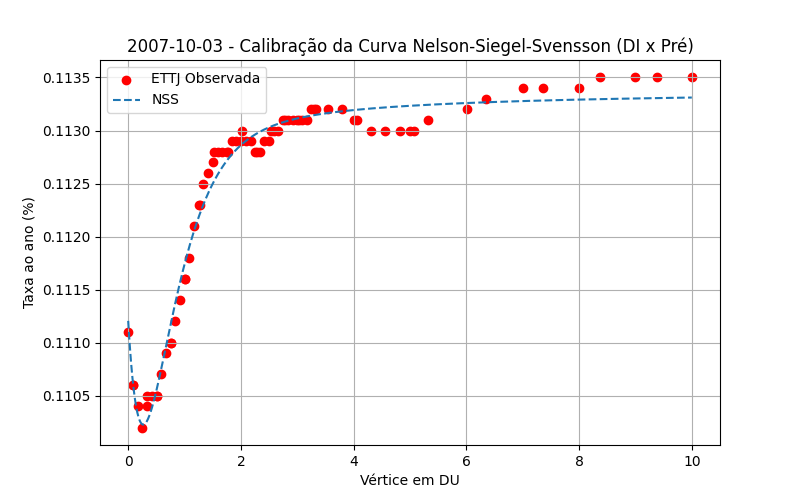 2007-10-03 - Calibração da Curva Nelson-Siegel-Svensson (DI x Pré)
ETTJ Observada
NSS
Taxa ao ano (%)
0.1135
0.1130
0.1125
0.1120
0.1115
0.1110
0.1105
0 2 4 6 8 10
Vértice em DU